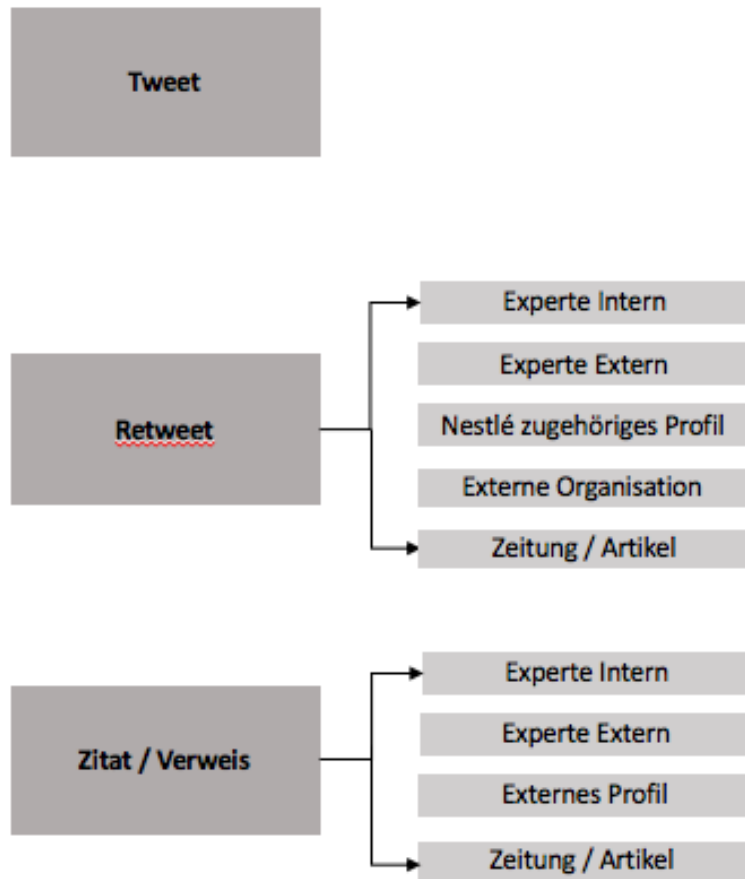 Tweet
Experte Intern
Experte Extern
Retweet
Nestlé zugehöriges Profil
Externe Organisation
Zeitung / Artikel
Experte Intern
Experte Extern
Zitat / Verweis
Externes Profil
Zeitung / Artikel